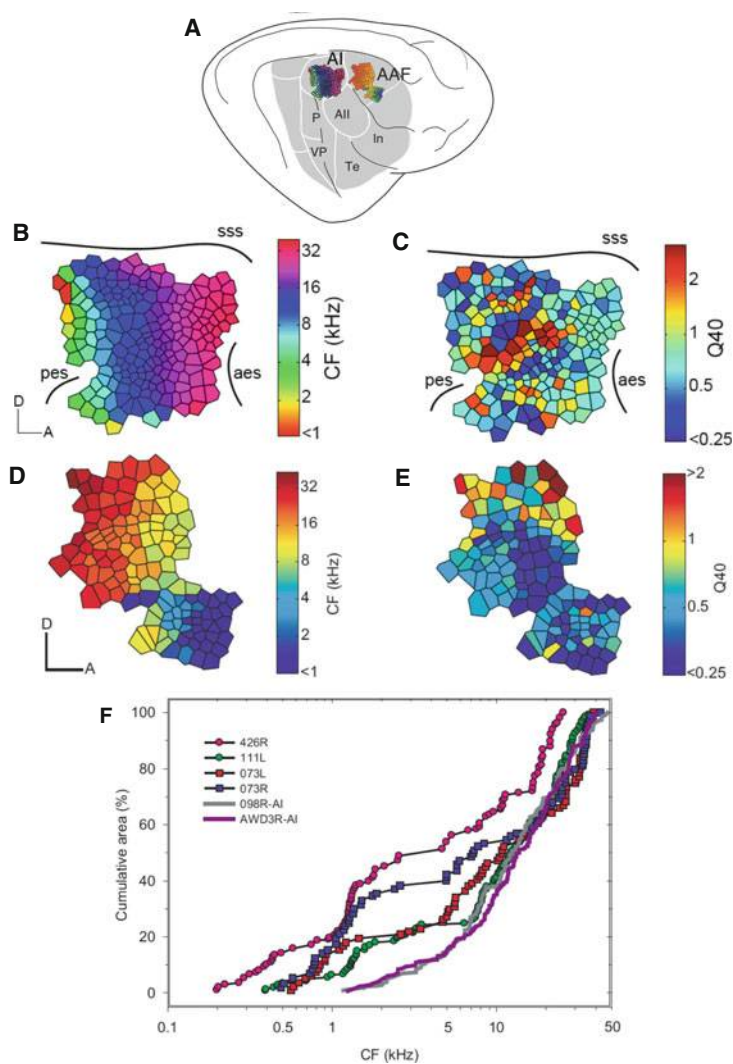 A
AI
AAF
P
AII
In
VP
Te
B
sss
pes
aes
D
A
32
16
8
4
2
<1
CF (kHz)
C
sss
pes
aes
2
1
0.5
<0.25
Q40
D
D
A
32
16
8
4
2
<1
CF (kHz)
E
>2
1
0.5
<0.25
Q40
F
100
80
60
40
20
0
Cumulative area (%)
426R
111L
073L
073R
098R-AI
AWD3R-AI
0.1 0.5 1 5 10 50
CF (kHz)